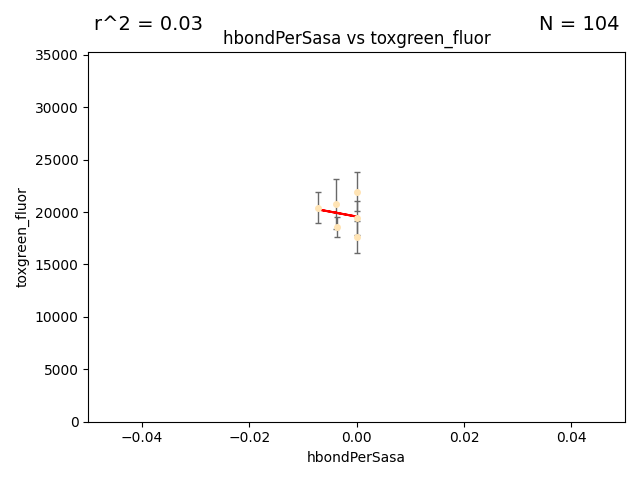 r^2 = 0.03
N = 104
hbondPerSasa vs toxgreen_fluor
35000
30000
25000
20000
15000
10000
5000
0
toxgreen_fluor
−0.04
−0.02
0.00
0.02
0.04
hbondPerSasa